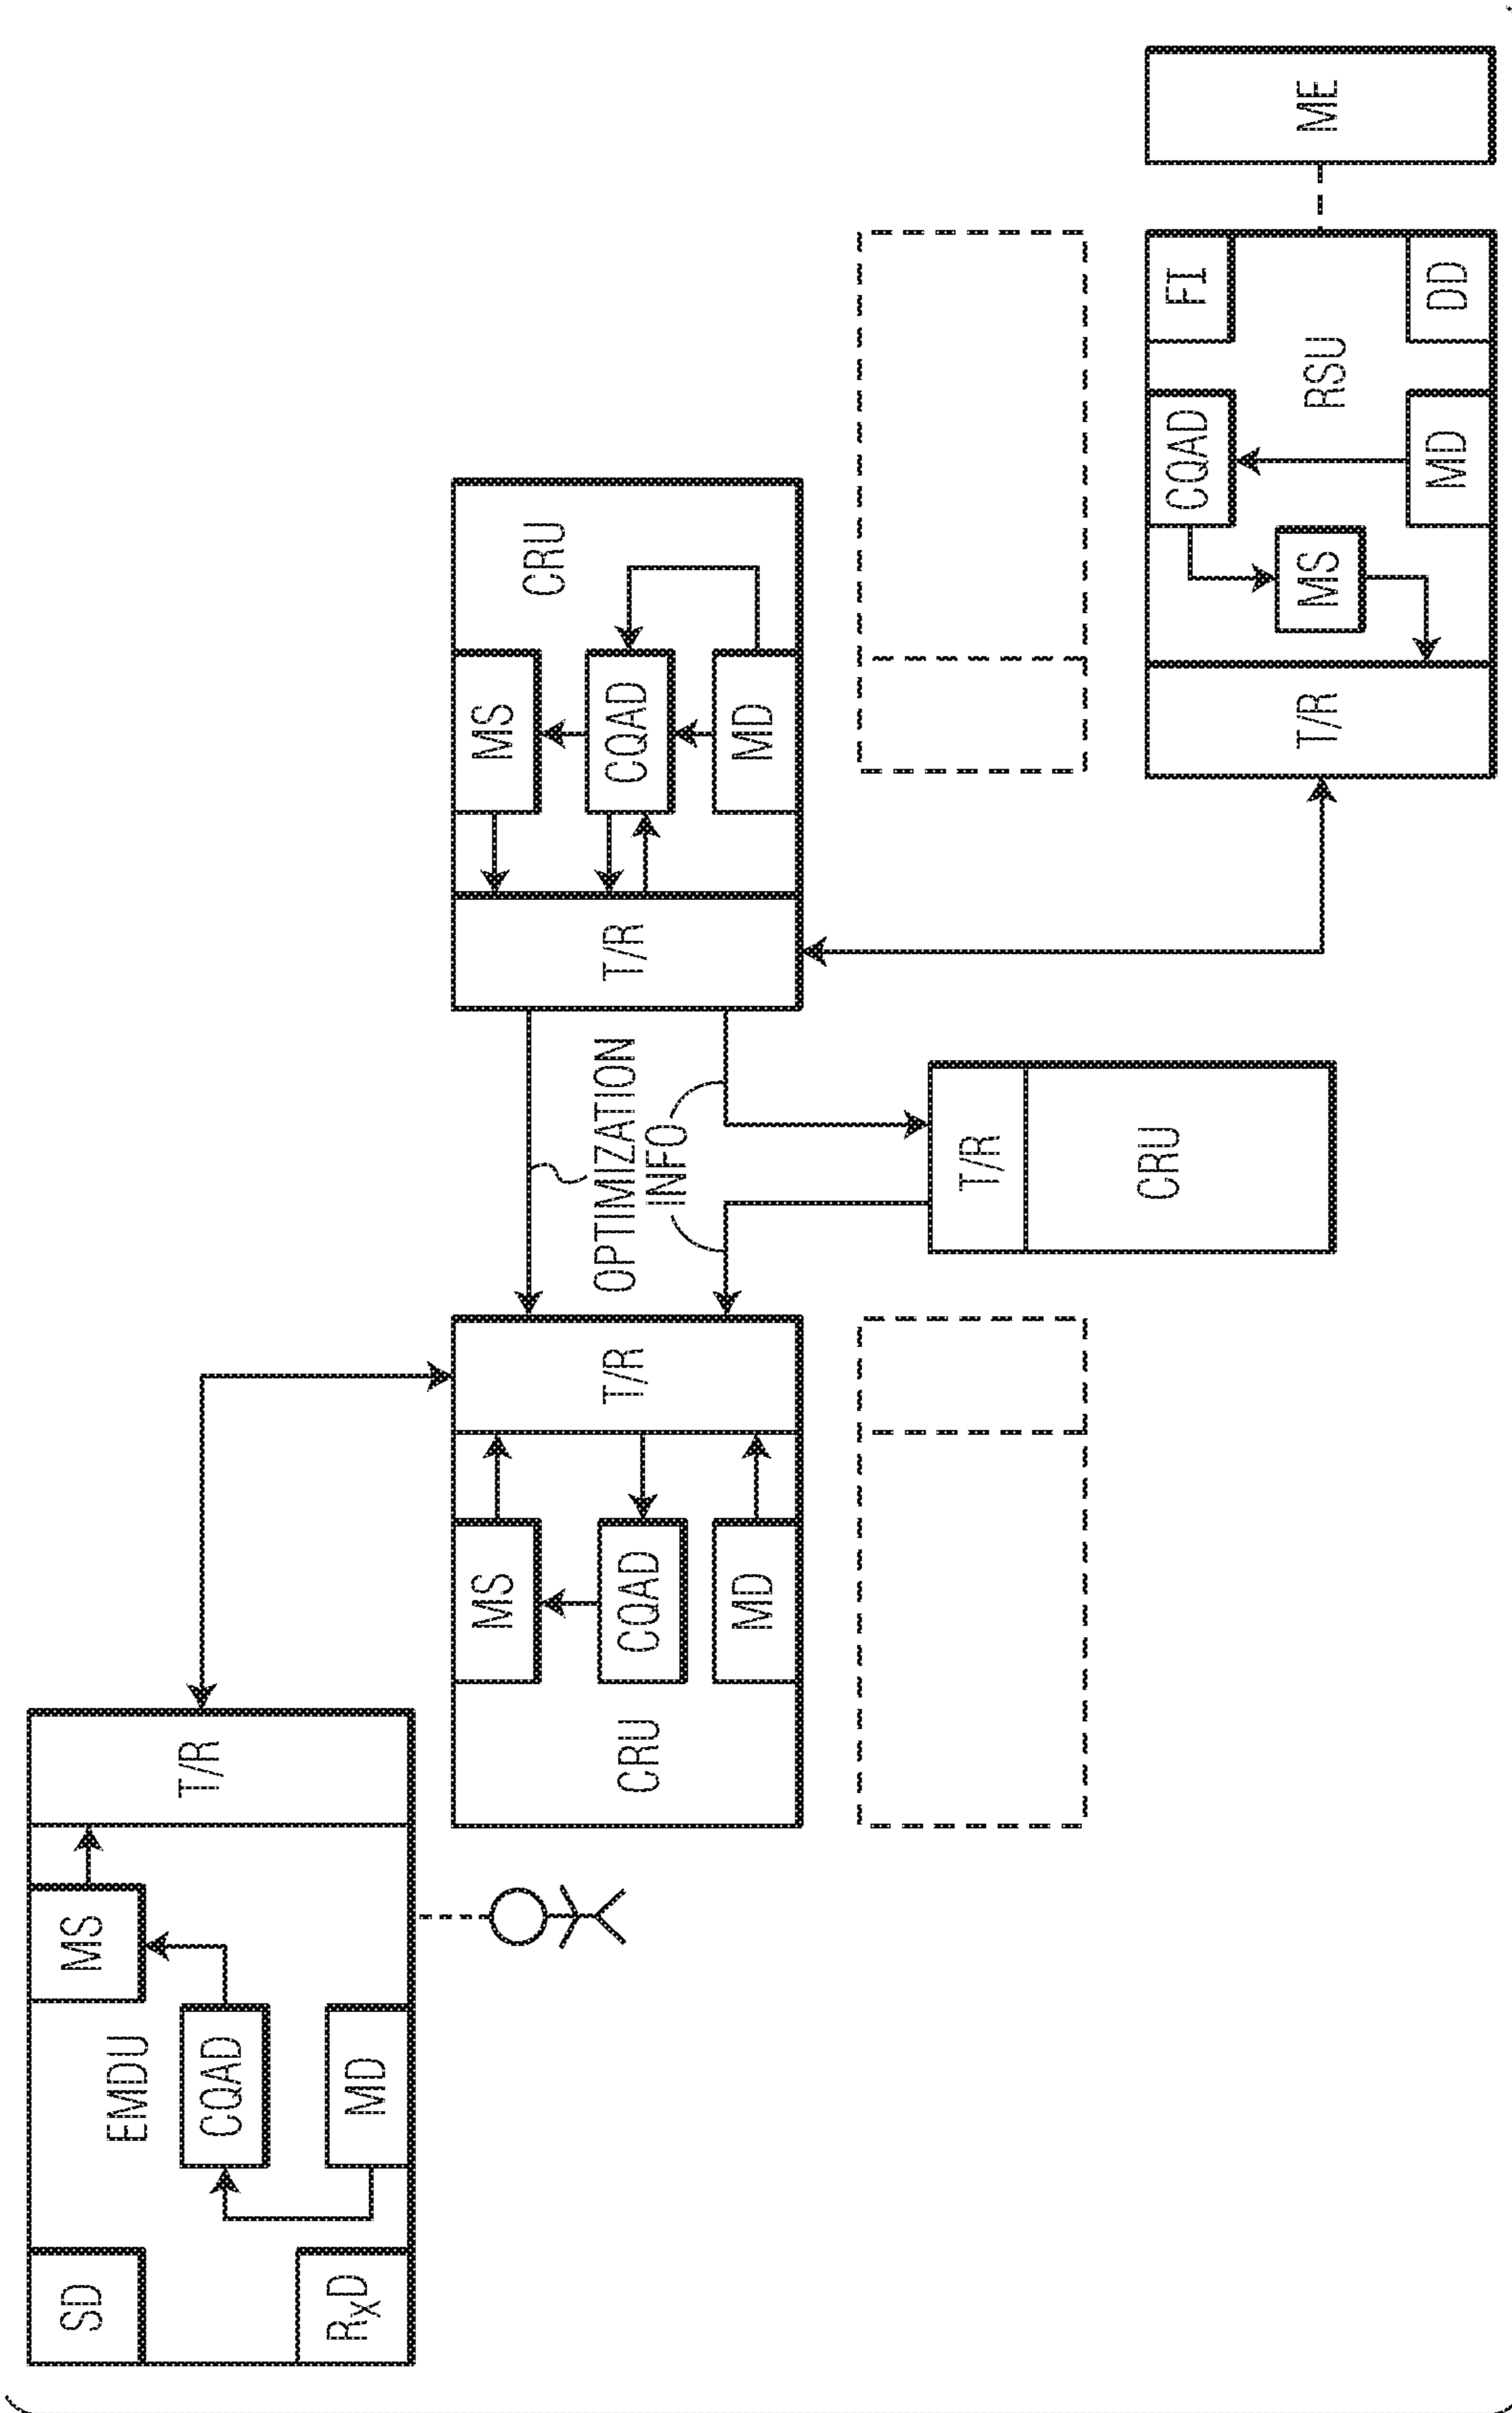 SD
RxD
EMDU
CQAD
MD
MS
T/R
CRU
MS
CQAD
MD
T/R
OPTIMIZATION
INFO
T/R
CRU
T/R
MS
CQAD
MD
CRU
T/R
MS
CQAD
MD
RSU
FI
DD
ME